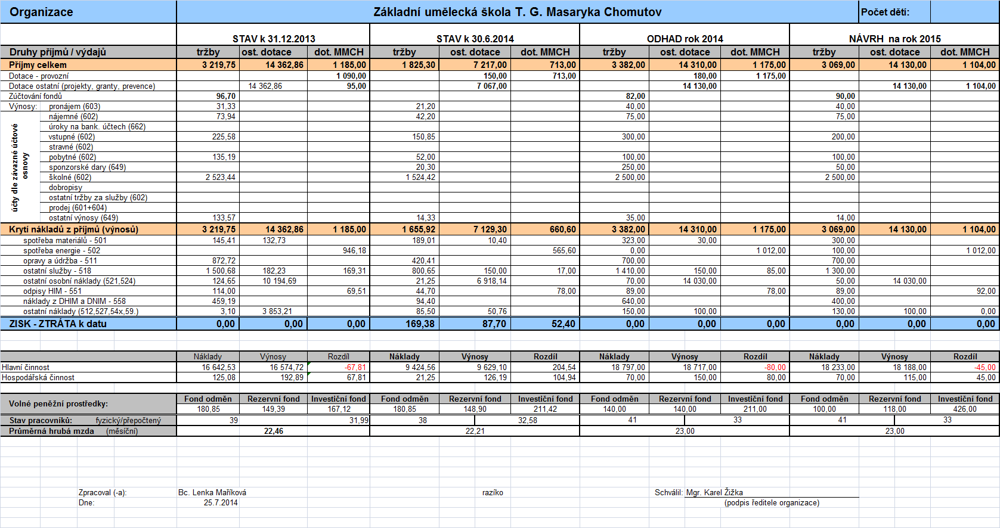 Organizace Základní umělecká škola T. G. Masaryka Chomutov Počet dětí:
STAV k 31.12.2013 STAV k 30.6.2014 ODHAD rok 2014 NÁVRH na rok 2015
Druhy příjmů / výdajů tržby ost. dotace dot. MMCH tržby ost. dotace dot. MMCH tržby ost. dotace dot. MMCH tržby ost. dotace dot. MMCH
Příjmy celkem 3 219,75 14 362,86 1 185,00 1 825,30 7 217,00 713,00 3 382,00 14 310,00 1 175,00 3 069,00 14 130,00 1 104,00
Dotace - provozní 1 090,00 150,00 713,00 180,00 1 175,00
Dotace ostatní (projekty, granty, prevence) 14 362,86 95,00 7 067,00 14 130,00 14 130,00 1 104,00
Zúčtování fondů 96,70 82,00 90,00
Výnosy: pronájem (603) 31,33 21,20 40,00 40,00
účty dle závazné účtové osnovy
nájemné (602) 73,94 42,20 75,00 75,00
úroky na bank. účtech (662)
vstupné (602) 225,58 150,85 300,00 200,00
stravné (602)
pobytné (602) 135,19 52,00 100,00 100,00
sponzorské dary (649) 20,30 250,00 50,00
školné (602) 2 523,44 1 524,42 2 500,00 2 500,00
dobropisy
ostatní tržby za služby (602)
prodej (601+604)
ostatní výnosy (649) 133,57 14,33 35,00 14,00
Krytí nákladů z příjmů (výnosů) 3 219,75 14 362,86 1 185,00 1 655,92 7 129,30 660,60 3 382,00 14 310,00 1 175,00 3 069,00 14 130,00 1 104,00
spotřeba materiálů - 501 145,41 132,73 189,01 10,40 323,00 30,00 300,00
spotřeba energie - 502 946,18 565,60 0,00 1 012,00 100,00 1 012,00
opravy a údržba - 511 872,72 420,41 700,00 700,00
ostatní služby - 518 1 500,68 182,23 169,31 800,65 150,00 17,00 1 410,00 150,00 85,00 1 300,00
ostatní osobní náklady (521,524) 124,65 10 194,69 21,25 6 918,14 70,00 14 030,00 50,00 14 030,00
odpisy HIM - 551 114,00 69,51 44,70 78,00 89,00 78,00 89,00 92,00
náklady z DHIM a DNIM - 558 459,19 94,40 640,00 400,00
ostatní náklady (512,527,54x,59.) 3,10 3 853,21 85,50 50,76 150,00 100,00 130,00 100,00 0,00
ZISK - ZTRÁTA k datu 0,00 0,00 0,00 169,38 87,70 52,40 0,00 0,00 0,00 0,00 0,00 0,00
Náklady Výnosy Rozdíl Náklady Výnosy Rozdíl Náklady Výnosy Rozdíl Náklady Výnosy Rozdíl
Hlavní činnost 16 642,53 16 574,72 -67,81 9 424,56 9 629,10 204,54 18 797,00 18 717,00 -80,00 18 233,00 18 188,00 -45,00
Hospodářská činnost 125,08 192,89 67,81 21,25 126,19 104,94 70,00 150,00 80,00 70,00 115,00 45,00
Volné peněžní prostředky: Fond odměn Rezervní fond Investiční fond Fond odměn Rezervní fond Investiční fond Fond odměn Rezervní fond Investiční fond Fond odměn Rezervní fond Investiční fond
180,85 149,39 167,12 180,85 148,90 211,42 140,00 140,00 211,00 100,00 118,00 426,00
Stav pracovníků: fyzický/přepočtený 39 31,99 38 32,58 41 33 41 33
Průměrná hrubá mzda (měsíční) 22,46 22,21 23,00 23,00
Zpracoval (-a): Bc. Lenka Maříková razíko Schválil: Mgr. Karel Žižka
Dne: 25.7.2014 (podpis ředitele organizace)